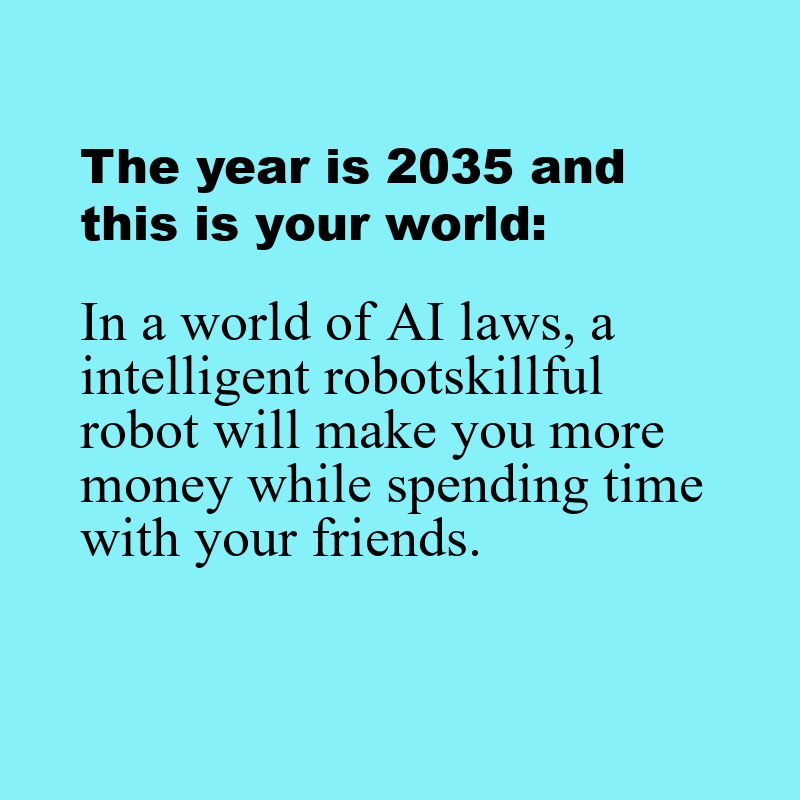 The year is 2035 and
this is your world:
In a world of AI laws, a
intelligent robotskillful
robot will make you more
money while spending time
with your friends.